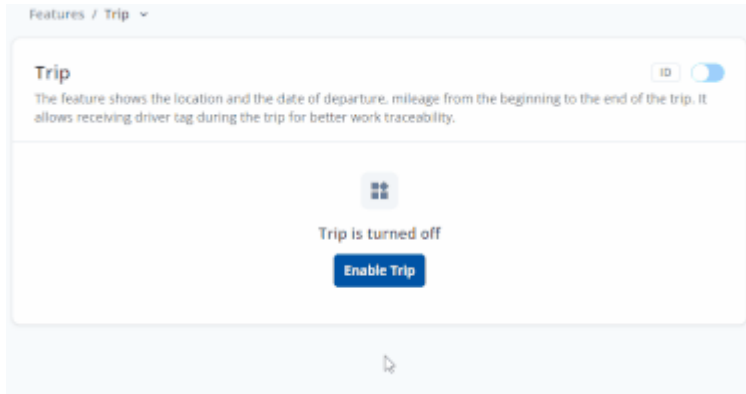 Features / Trip
Trip
ID
The feature shows the location and the date of departure, mileage from the beginning to the end of the trip. It
allows receiving driver tag during the trip for better work traceability.
Trip is turned off
Enable Trip